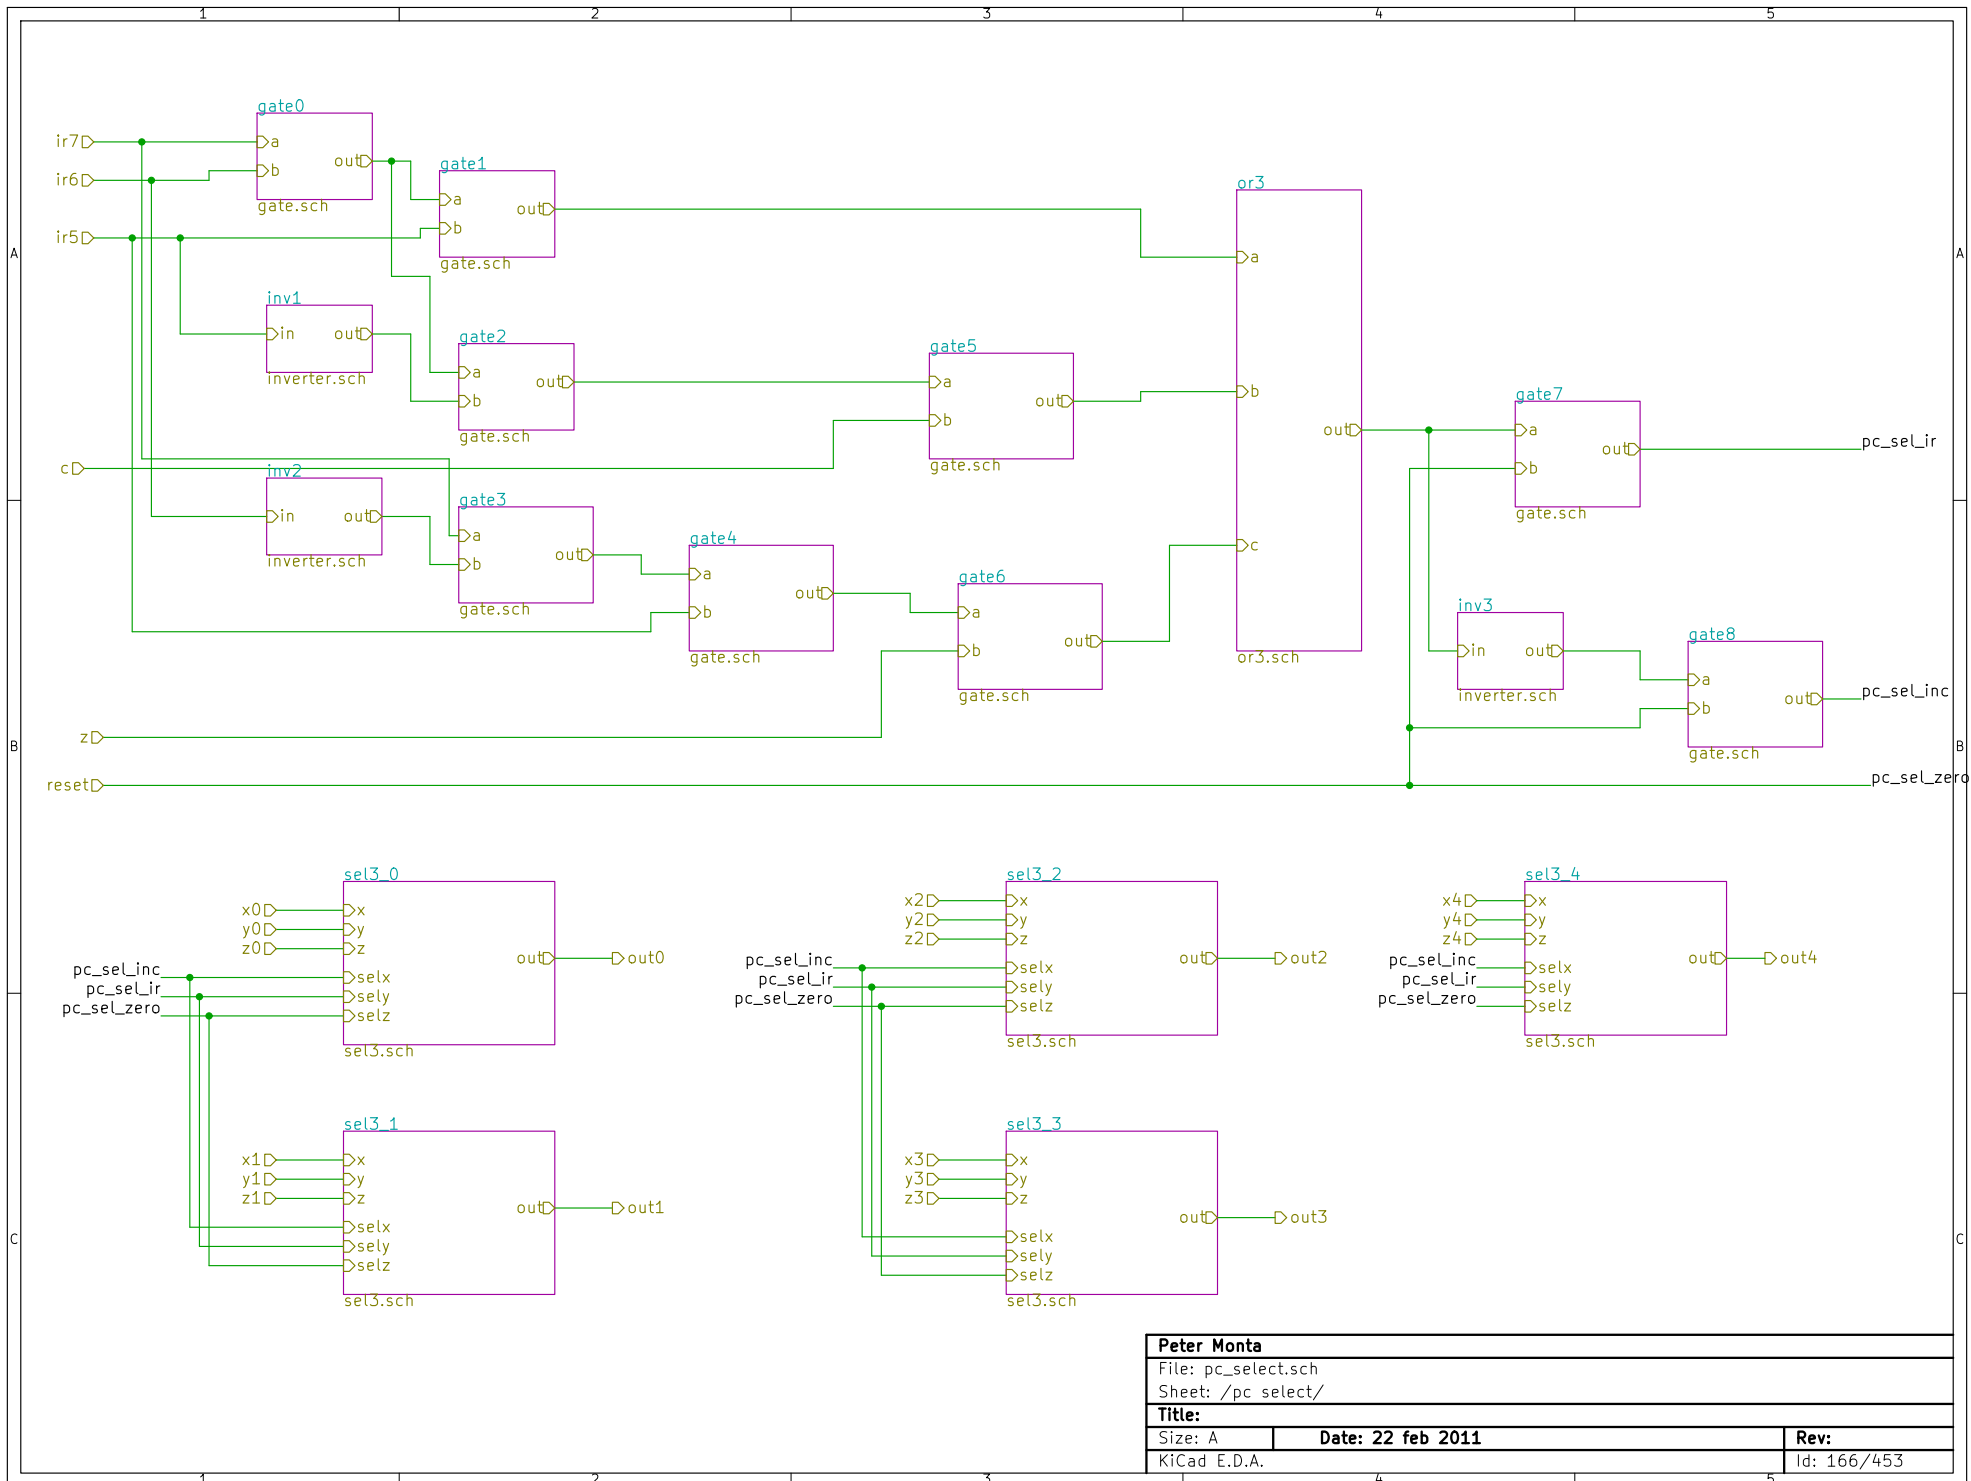 1 2 3 4 5
gate0
ir7 a
out
ir6 b
gate.sch
gate1
a
out
ir5 b
gate.sch
or3
A A
a
inv1
in out
inverter.sch
gate2
a
out
b
gate.sch
gate5
a
out
b
gate.sch
b
out
gate7
a
out
b
gate.sch
pc_sel_ir
c
inv2
in out
inverter.sch
gate3
a
out
b
gate.sch
gate4
a
out
b
gate.sch
c
gate6
a
out
b
gate.sch
or3.sch
inv3
in out
inverter.sch
gate8
a
out
b
gate.sch
pc_sel_inc
z
B B
reset
pc_sel_zero
sel3_0
x0 x
y0 y
z0 z
out out0
pc_sel_inc selx
pc_sel_ir sely
pc_sel_zero selz
sel3.sch
sel3_2
x2 x
y2 y
z2 z
out out2
pc_sel_inc selx
pc_sel_ir sely
pc_sel_zero selz
sel3.sch
sel3_4
x4 x
y4 y
z4 z
out out4
pc_sel_inc selx
pc_sel_ir sely
pc_sel_zero selz
sel3.sch
sel3_1
x1 x
y1 y
z1 z
out out1
selx
sely
selz
sel3.sch
sel3_3
x3 x
y3 y
z3 z
out out3
selx
sely
selz
sel3.sch
C C
Peter Monta
File: pc_select.sch
Sheet: /pc select/
Title:
Size: A Date: 22 feb 2011 Rev:
KiCad E.D.A. Id: 166/453
1 2 3 4 5